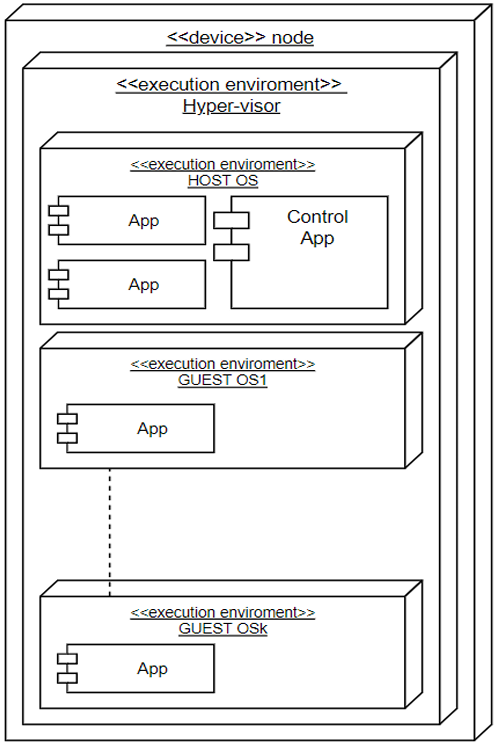 <<device>> node
<<execution enviroment>>
Hyper-visor
<<execution enviroment>>
HOST OS
App
App
Control
App
<<execution enviroment>>
GUEST OS1
App
<<execution enviroment>>
GUEST OSk
App